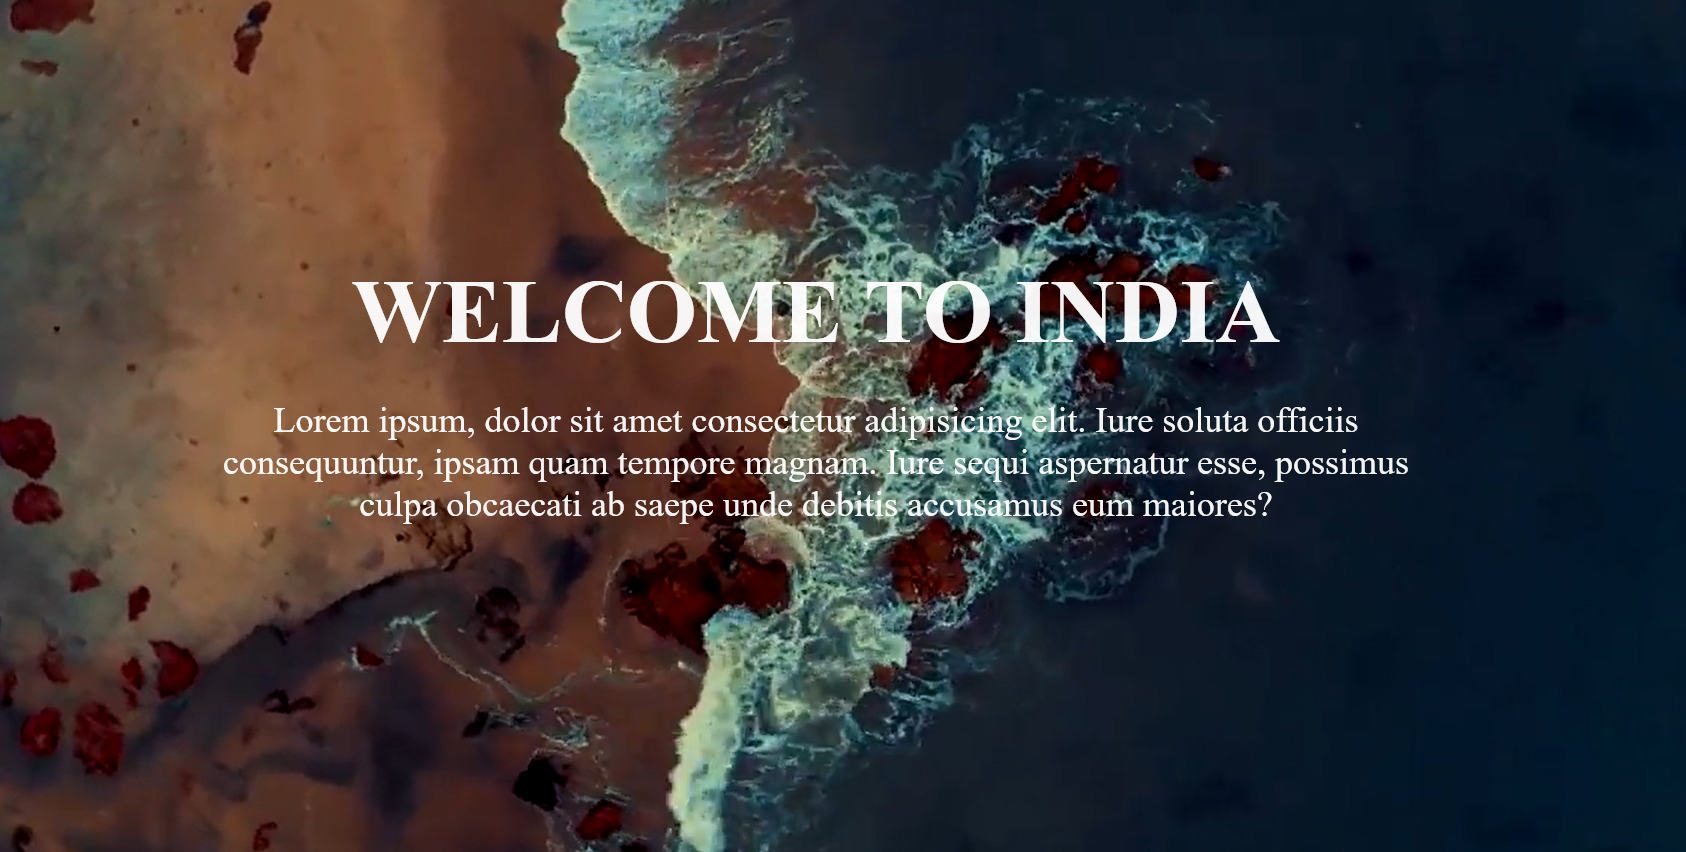 WELCOME TO INDIA
Lorem ipsum, dolor sit amet consectetur adipisicing elit. Iure soluta officiis
consequuntur, ipsam quam tempore magnam. Iure sequi aspernatur esse, possimus
culpa obcaecati ab saepe unde debitis accusamus eum maiores?